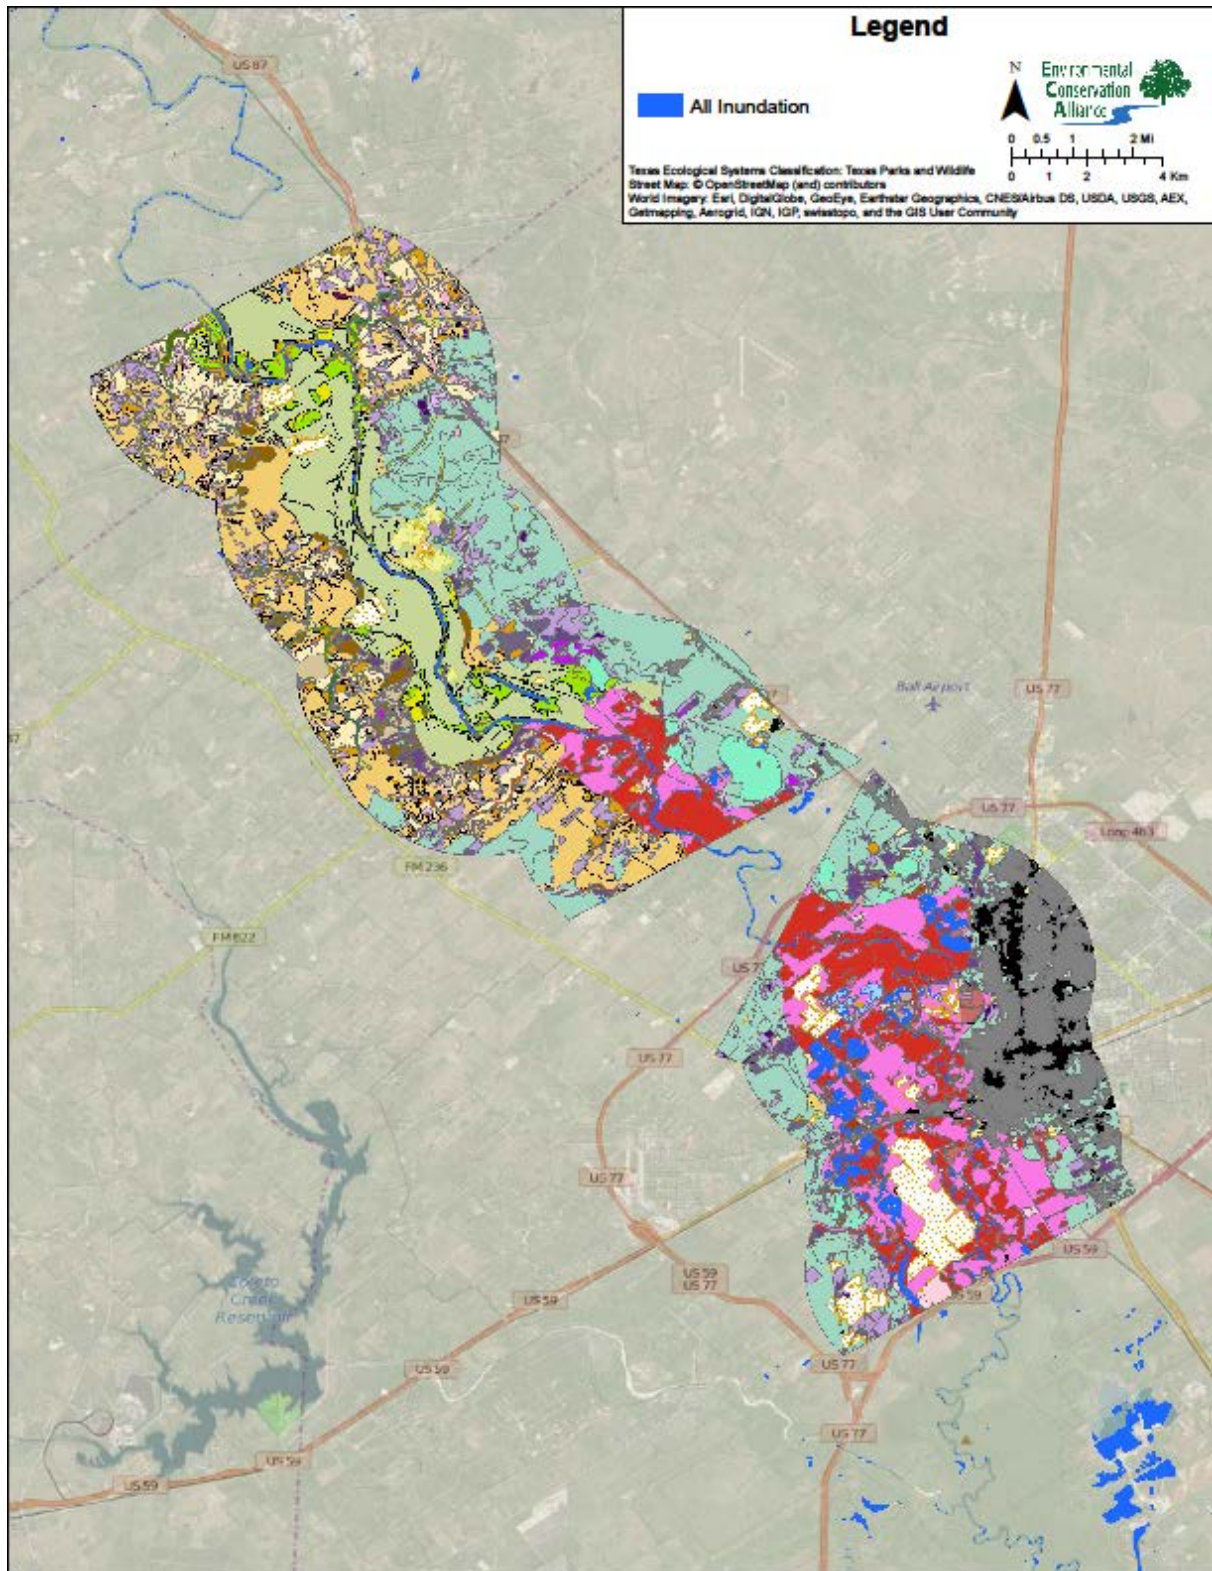 Legend
US 87
N
Environmental
Conservation
Alliance
All Inundation
0 0.5 1 2 Mi
0 1 2 4 Km
Texas Ecological Systems Classification: Texas Parks and Wildlife
Street Map: © OpenStreetMap (and) contributors
World Imagery: Esri, DigitalGlobe, GeoEye, Earthstar Geographics, CNES/Airbus DS, USDA, USGS, AEX,
Getmapping, Aerogrid, IGN, IGP, swisstopo, and the GIS User Community
Ball Airport
US 77
US 77
Loop 463
FM 236
FM 622
US 77
US 77
Coleto
Creek
Reservoir
US 59
US 59
US 77
US 59
US 59
US 59
US 77
US 77
US 59
US 59